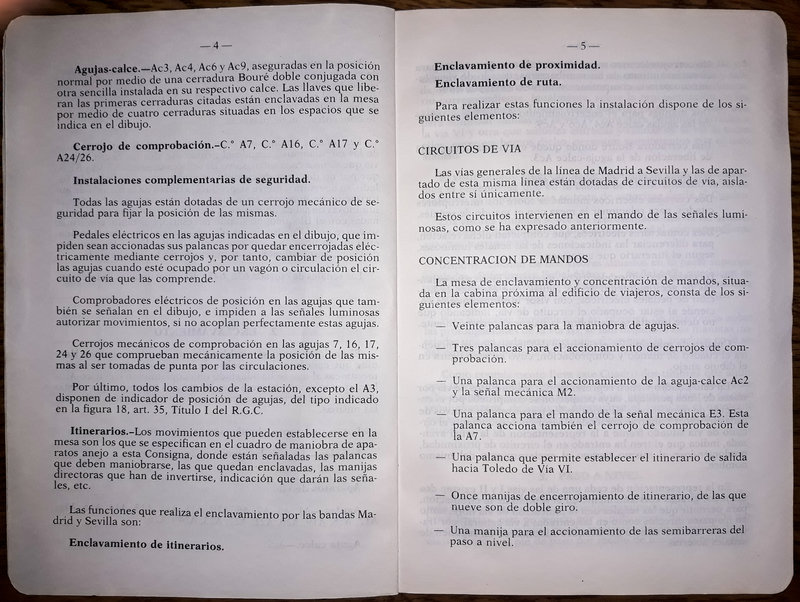 — 4 —
Agujas-calce.—Ac3, Ac4, Ac6 y Ac9, aseguradas en la posición
normal por medio de una cerradura Bouré doble conjugada con
otra sencilla instalada en su respectivo calce. Las llaves que libe-
ran las primeras cerraduras citadas están enclavadas en la mesa
por medio de cuatro cerraduras situadas en los espacios que se
indica en el dibujo.
Cerrojo de comprobación.–C.° A7, C.° A16, C.° A17 y C.°
A24/26.
Instalaciones complementarias de seguridad.
Todas las agujas están dotadas de un cerrojo mecánico de se-
guridad para fijar la posición de las mismas.
Pedales eléctricos en las agujas indicadas en el dibujo, que im-
piden sean accionadas sus palancas por quedar encerrojadas eléc-
tricamente mediante cerrojos y, por tanto, cambiar de posición
las agujas cuando esté ocupado por un vagón o circulación el cir-
cuito de vía que las comprende.
Comprobadores eléctricos de posición en las agujas que tam-
bién se señalan en el dibujo, e impiden a las señales luminosas
autorizar movimientos, si no acoplan perfectamente estas agujas.
Cerrojos mecánicos de comprobación en las agujas 7, 16, 17,
24 y 26 que comprueban mecánicamente la posición de las mis-
mas al ser tomadas de punta por las circulaciones.
Por último, todos los cambios de la estación, excepto el A3,
disponen de indicador de posición de agujas, del tipo indicado
en la figura 18, art. 35, Título I del R.G.C.
Itinerarios.–Los movimientos que pueden establecerse en la
mesa son los que se especifican en el cuadro de maniobra de apa-
ratos anejo a esta Consigna, donde están señaladas las palancas
que deben maniobrarse, las que quedan enclavadas, las manijas
directoras que han de invertirse, indicación que darán las seña-
les, etc.
Las funciones que realiza el enclavamiento por las bandas Ma-
drid y Sevilla son:
Enclavamiento de itinerarios.
— 5 —
Enclavamiento de proximidad.
Enclavamiento de ruta.
Para realizar estas funciones la instalación dispone de los si-
guientes elementos:
CIRCUITOS DE VIA
Las vías generales de la línea de Madrid a Sevilla y las de apar-
tado de esta misma línea están dotadas de circuitos de vía, aisla-
dos entre sí únicamente.
Estos circuitos intervienen en el mando de las señales lumi-
nosas, como se ha expresado anteriormente.
CONCENTRACION DE MANDOS
La mesa de enclavamiento y concentración de mandos, situa-
da en la cabina próxima al edificio de viajeros, consta de los si-
guientes elementos:
— Veinte palancas para la maniobra de agujas.
— Tres palancas para el accionamiento de cerrojos de com-
probación.
— Una palanca para el accionamiento de la aguja-calce Ac2
y la señal mecánica M2.
— Una palanca para el mando de la señal mecánica E3. Esta
palanca acciona también el cerrojo de comprobación de
la A7.
— Una palanca que permite establecer el itinerario de salida
hacia Toledo de Vía VI.
— Once manijas de encerrojamiento de itinerario, de las que
nueve son de doble giro.
— Una manija para el accionamiento de las semibarreras del
paso a nivel.